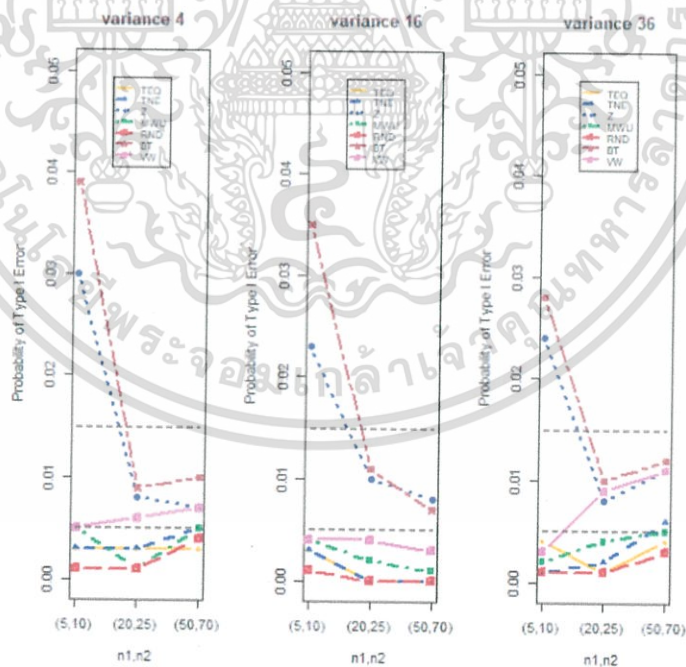 variance 4
variance 16
variance 36
Probability of Type I Error
0.00
0.01
0.02
0.03
0.04
0.05
TEQ
TNE
Z
MWU
RND
BT
VW
(5,10)
(20,25)
(50,70)
n1,n2
Probability of Type I Error
0.00
0.01
0.02
0.03
0.04
0.05
TEQ
TNE
Z
MWU
RND
BT
VW
(5,10)
(20,25)
(50,70)
n1,n2
Probability of Type I Error
0.00
0.01
0.02
0.03
0.04
0.05
TEQ
TNE
Z
MWU
RND
BT
VW
(5,10)
(20,25)
(50,70)
n1,n2